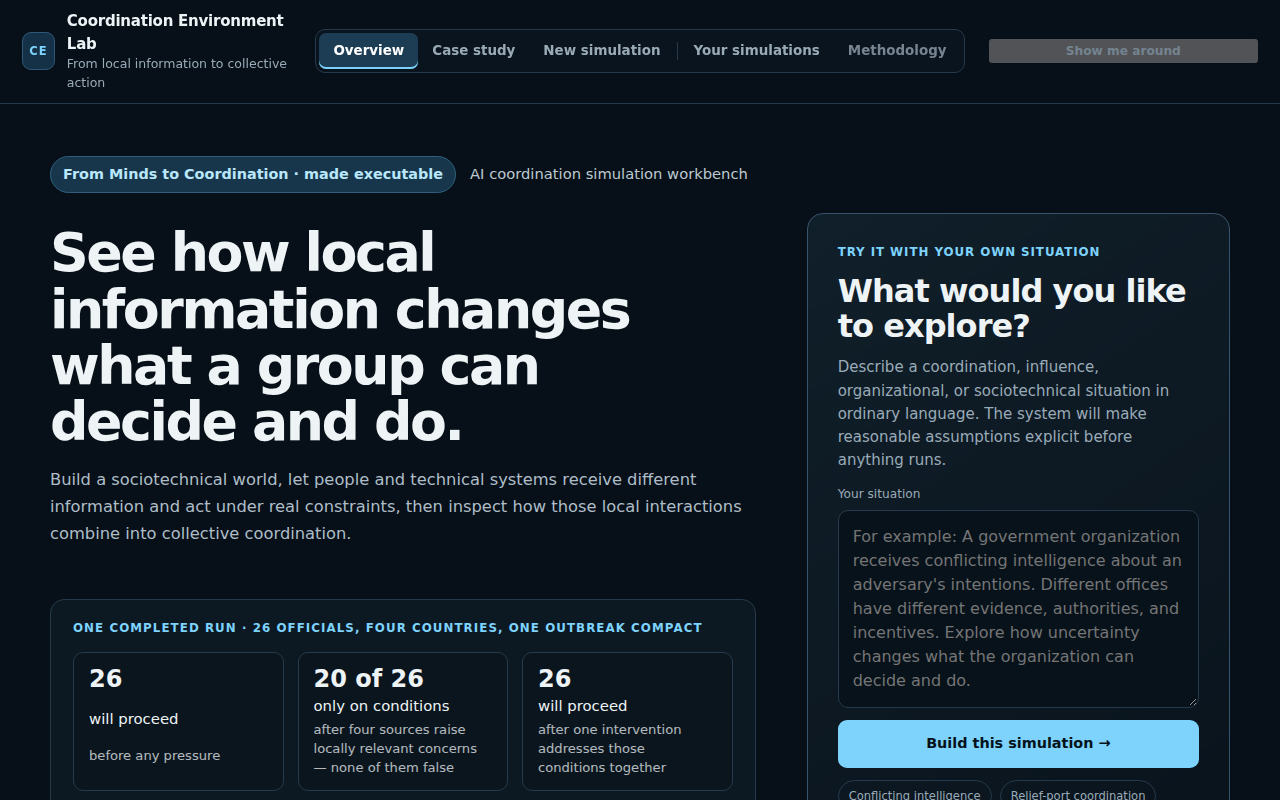 CE
Coordination Environment
Lab
From local information to collective
action
Overview
Case study
New simulation
Your simulations
Methodology
Show me around
From Minds to Coordination · made executable
AI coordination simulation workbench
See how local
information changes
what a group can
decide and do.
Build a sociotechnical world, let people and technical systems receive different
information and act under real constraints, then inspect how those local interactions
combine into collective coordination.
ONE COMPLETED RUN · 26 OFFICIALS, FOUR COUNTRIES, ONE OUTBREAK COMPACT
26
will proceed
before any pressure
20 of 26
only on conditions
after four sources raise
locally relevant concerns
— none of them false
26
will proceed
after one intervention
addresses those
conditions together
TRY IT WITH YOUR OWN SITUATION
What would you like
to explore?
Describe a coordination, influence,
organizational, or sociotechnical situation in
ordinary language. The system will make
reasonable assumptions explicit before
anything runs.
Your situation
For example: A government organization
receives conflicting intelligence about an
adversary's intentions. Different offices
have different evidence, authorities, and
incentives. Explore how uncertainty
changes what the organization can
decide and do.
Build this simulation →
Conflicting intelligence
Relief-port coordination